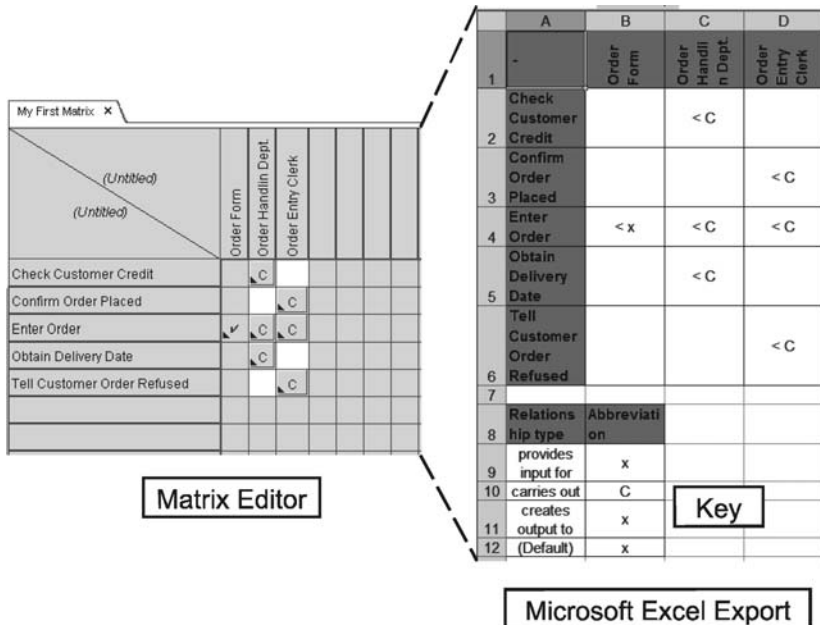 My First Matrix ×
(Untitled)
(Untitled)
Order Form
Order Handlin Dept.
Order Entry Clerk
Check Customer Credit C
Confirm Order Placed C
Enter Order ✔ C C
Obtain Delivery Date C
Tell Customer Order Refused C
Matrix Editor
A B C D
1 -
Order
Form
Order
Handli
n Dept.
Order
Entry
Clerk
Check
Customer < C
2 Credit
Confirm
Order < C
3 Placed
Enter < x < C < C
4 Order
Obtain
Delivery < C
5 Date
Tell
Customer < C
Order
6 Refused
7
Relations Abbreviati
8 hip type on
provides x
9 input for
10 carries out C
creates x
11 output to
12 (Default) x
Key
Microsoft Excel Export